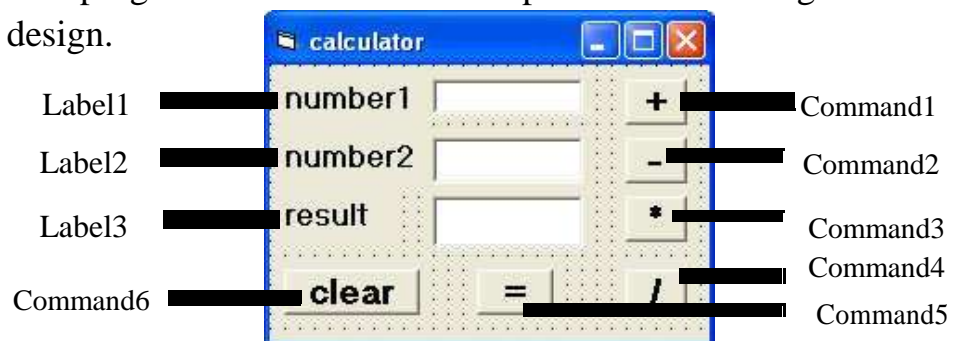 design.
calculator
Label1 number1 + Command1
Label2 number2 - Command2
Label3 result * Command3
Command4
Command6 clear = / Command5